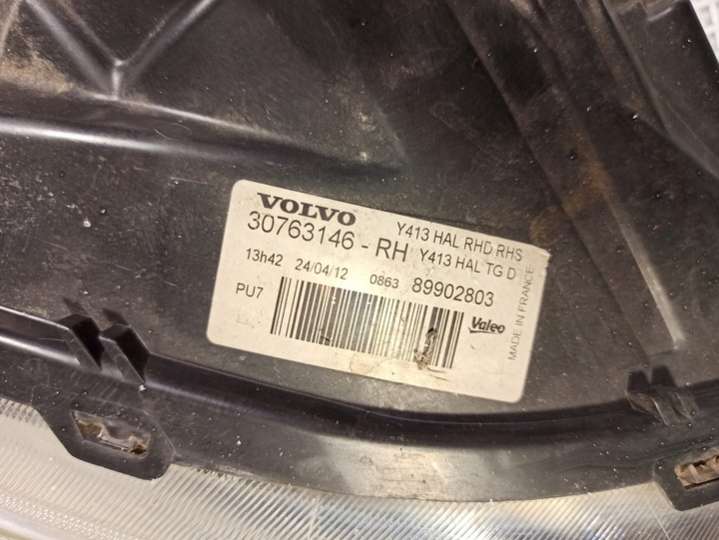 VOLVO
Y413 HAL RHD RHS
30763146 - RH
Y413 HAL TG D
13h42 24/04/12 0863 89902803
PU7
Valeo
MADE IN FRANCE